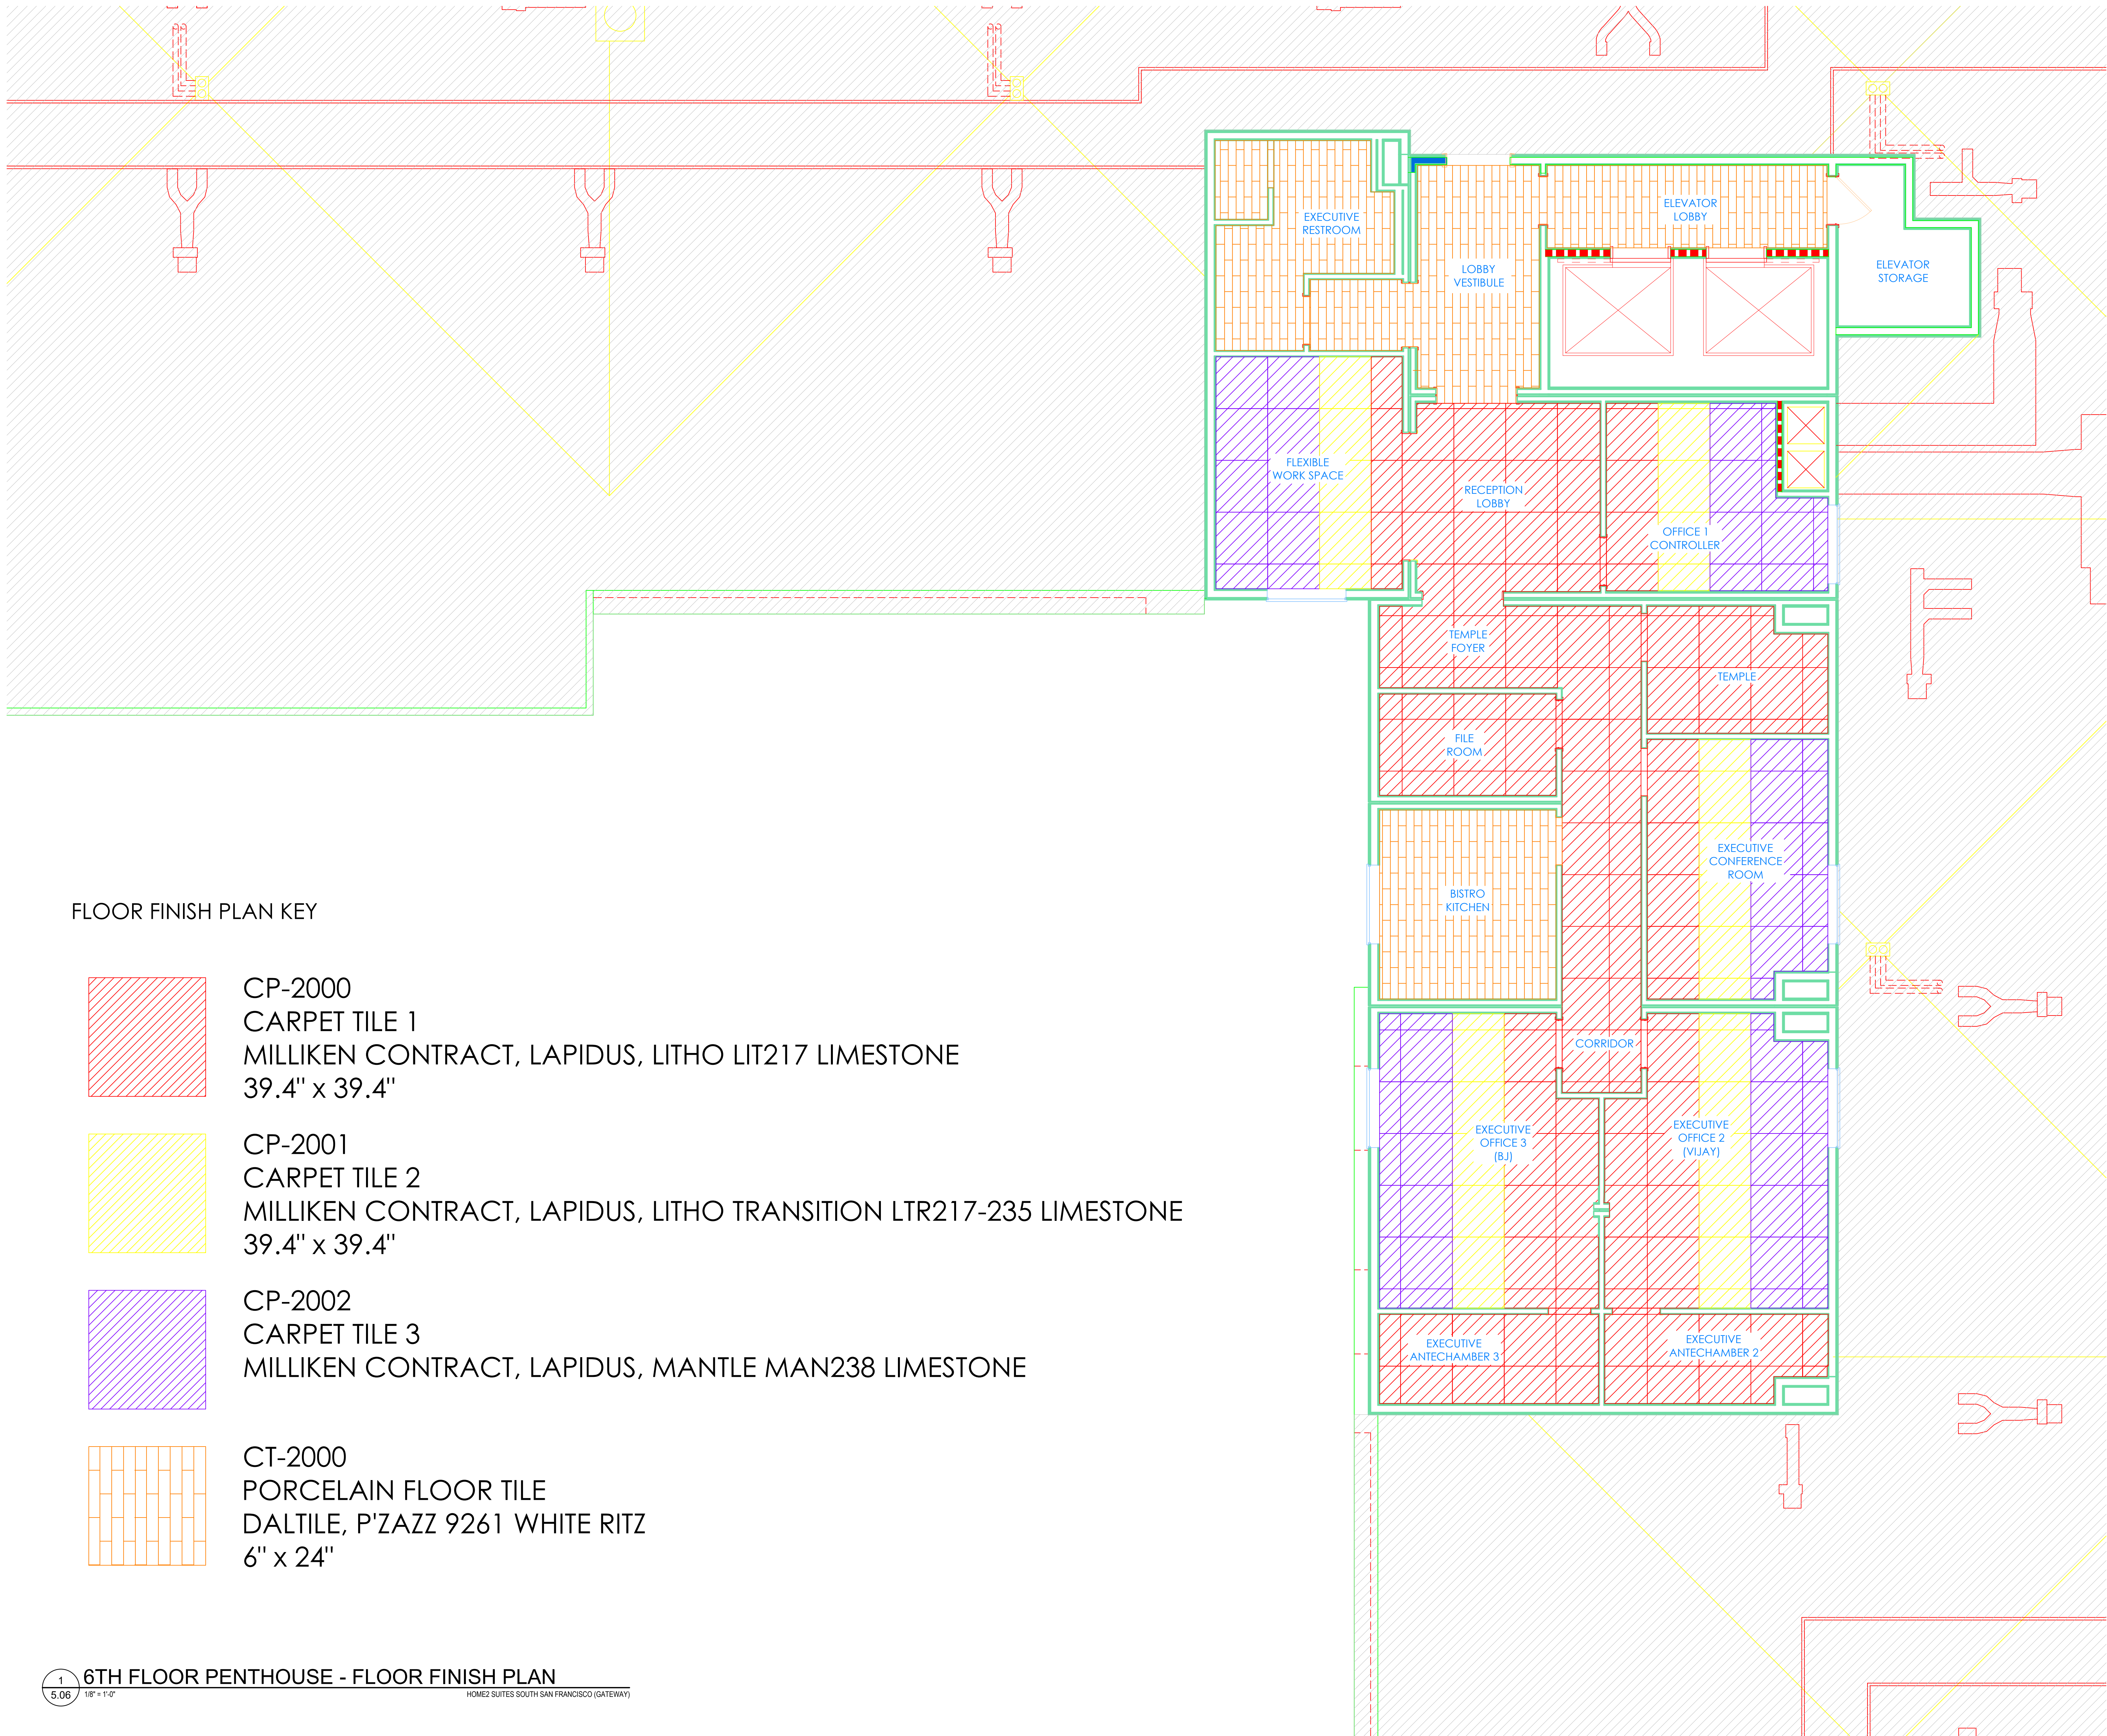 EXECUTIVE
RESTROOM
ELEVATOR
LOBBY
LOBBY
VESTIBULE
ELEVATOR
STORAGE
FLEXIBLE
WORK SPACE
RECEPTION
LOBBY
OFFICE 1
CONTROLLER
TEMPLE
FOYER
TEMPLE
FILE
ROOM
EXECUTIVE
CONFERENCE
ROOM
BISTRO
KITCHEN
CORRIDOR
EXECUTIVE
OFFICE 3
(BJ)
EXECUTIVE
OFFICE 2
(VIJAY)
EXECUTIVE
ANTECHAMBER 3
EXECUTIVE
ANTECHAMBER 2
FLOOR FINISH PLAN KEY
CP-2000
CARPET TILE 1
MILLIKEN CONTRACT, LAPIDUS, LITHO LIT217 LIMESTONE
39.4" x 39.4"
CP-2001
CARPET TILE 2
MILLIKEN CONTRACT, LAPIDUS, LITHO TRANSITION LTR217-235 LIMESTONE
39.4" x 39.4"
CP-2002
CARPET TILE 3
MILLIKEN CONTRACT, LAPIDUS, MANTLE MAN238 LIMESTONE
CT-2000
PORCELAIN FLOOR TILE
DALTILE, P'ZAZZ 9261 WHITE RITZ
6" x 24"
1
5.06
6TH FLOOR PENTHOUSE - FLOOR FINISH PLAN
1/8" = 1'-0"
HOME2 SUITES SOUTH SAN FRANCISCO (GATEWAY)